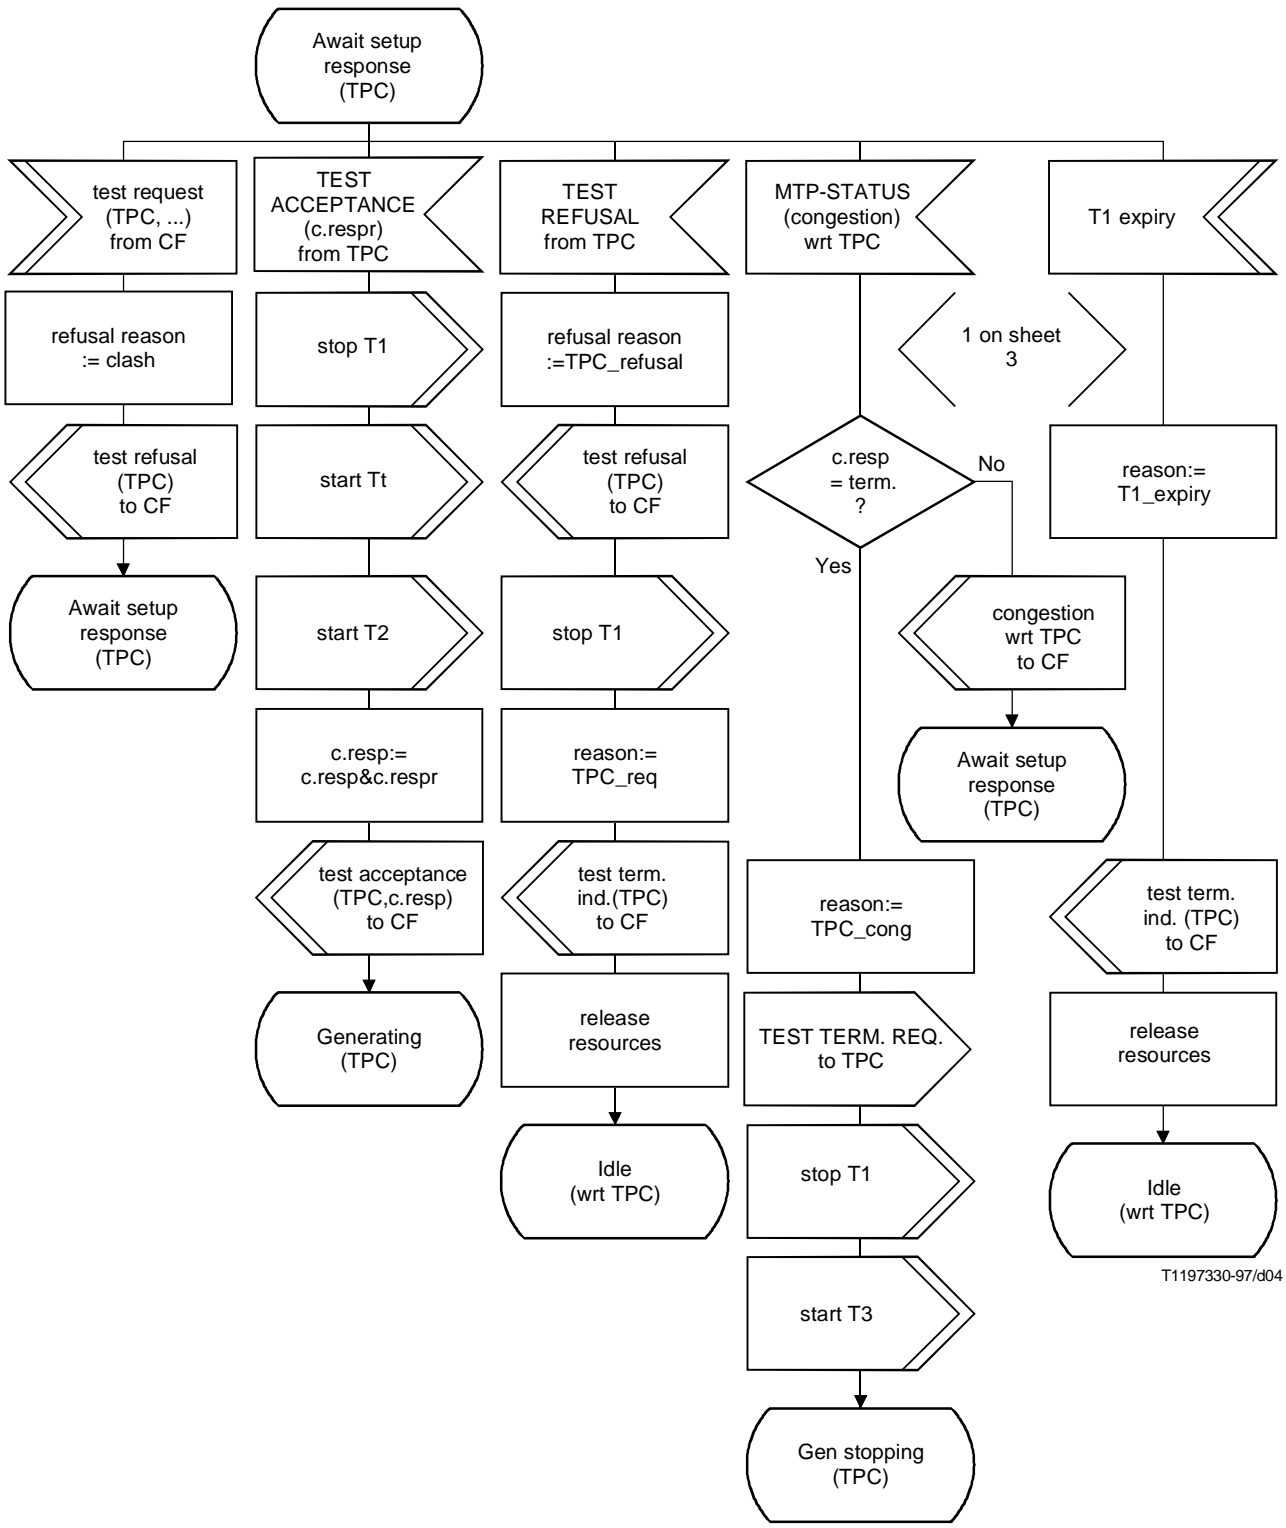 Await setup
response
(TPC)
test request
(TPC, ...)
from CF
TEST
ACCEPTANCE
(c.respr)
from TPC
TEST
REFUSAL
from TPC
MTP-STATUS
(congestion)
wrt TPC
T1 expiry
refusal reason
:= clash
stop T1
refusal reason
:=TPC_refusal
1 on sheet
3
test refusal
(TPC)
to CF
start Tt
test refusal
(TPC)
to CF
c.resp
= term.
?
No
Yes
reason:=
T1_expiry
Await setup
response
(TPC)
start T2
stop T1
congestion
wrt TPC
to CF
c.resp:=
c.resp&c.respr
reason:=
TPC_req
Await setup
response
(TPC)
test acceptance
(TPC,c.resp)
to CF
test term.
ind.(TPC)
to CF
reason:=
TPC_cong
test term.
ind. (TPC)
to CF
Generating
(TPC)
release
resources
TEST TERM. REQ.
to TPC
release
resources
Idle
(wrt TPC)
stop T1
Idle
(wrt TPC)
T1197330-97/d04
start T3
Gen stopping
(TPC)